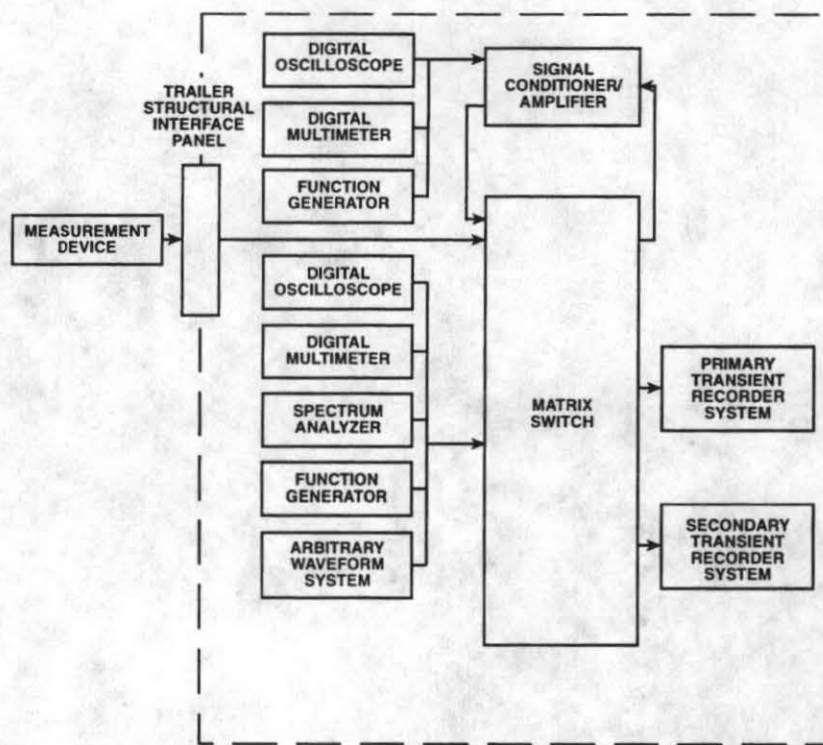 DIGITAL
OSCILLOSCOPE
SIGNAL
CONDITIONER/
AMPLIFIER
TRAILER
STRUCTURAL
INTERFACE
PANEL
DIGITAL
MULTIMETER
FUNCTION
GENERATOR
MEASUREMENT
DEVICE
DIGITAL
OSCILLOSCOPE
DIGITAL
MULTIMETER
SPECTRUM
ANALYZER
FUNCTION
GENERATOR
ARBITRARY
WAVEFORM
SYSTEM
MATRIX
SWITCH
PRIMARY
TRANSIENT
RECORDER
SYSTEM
SECONDARY
TRANSIENT
RECORDER
SYSTEM